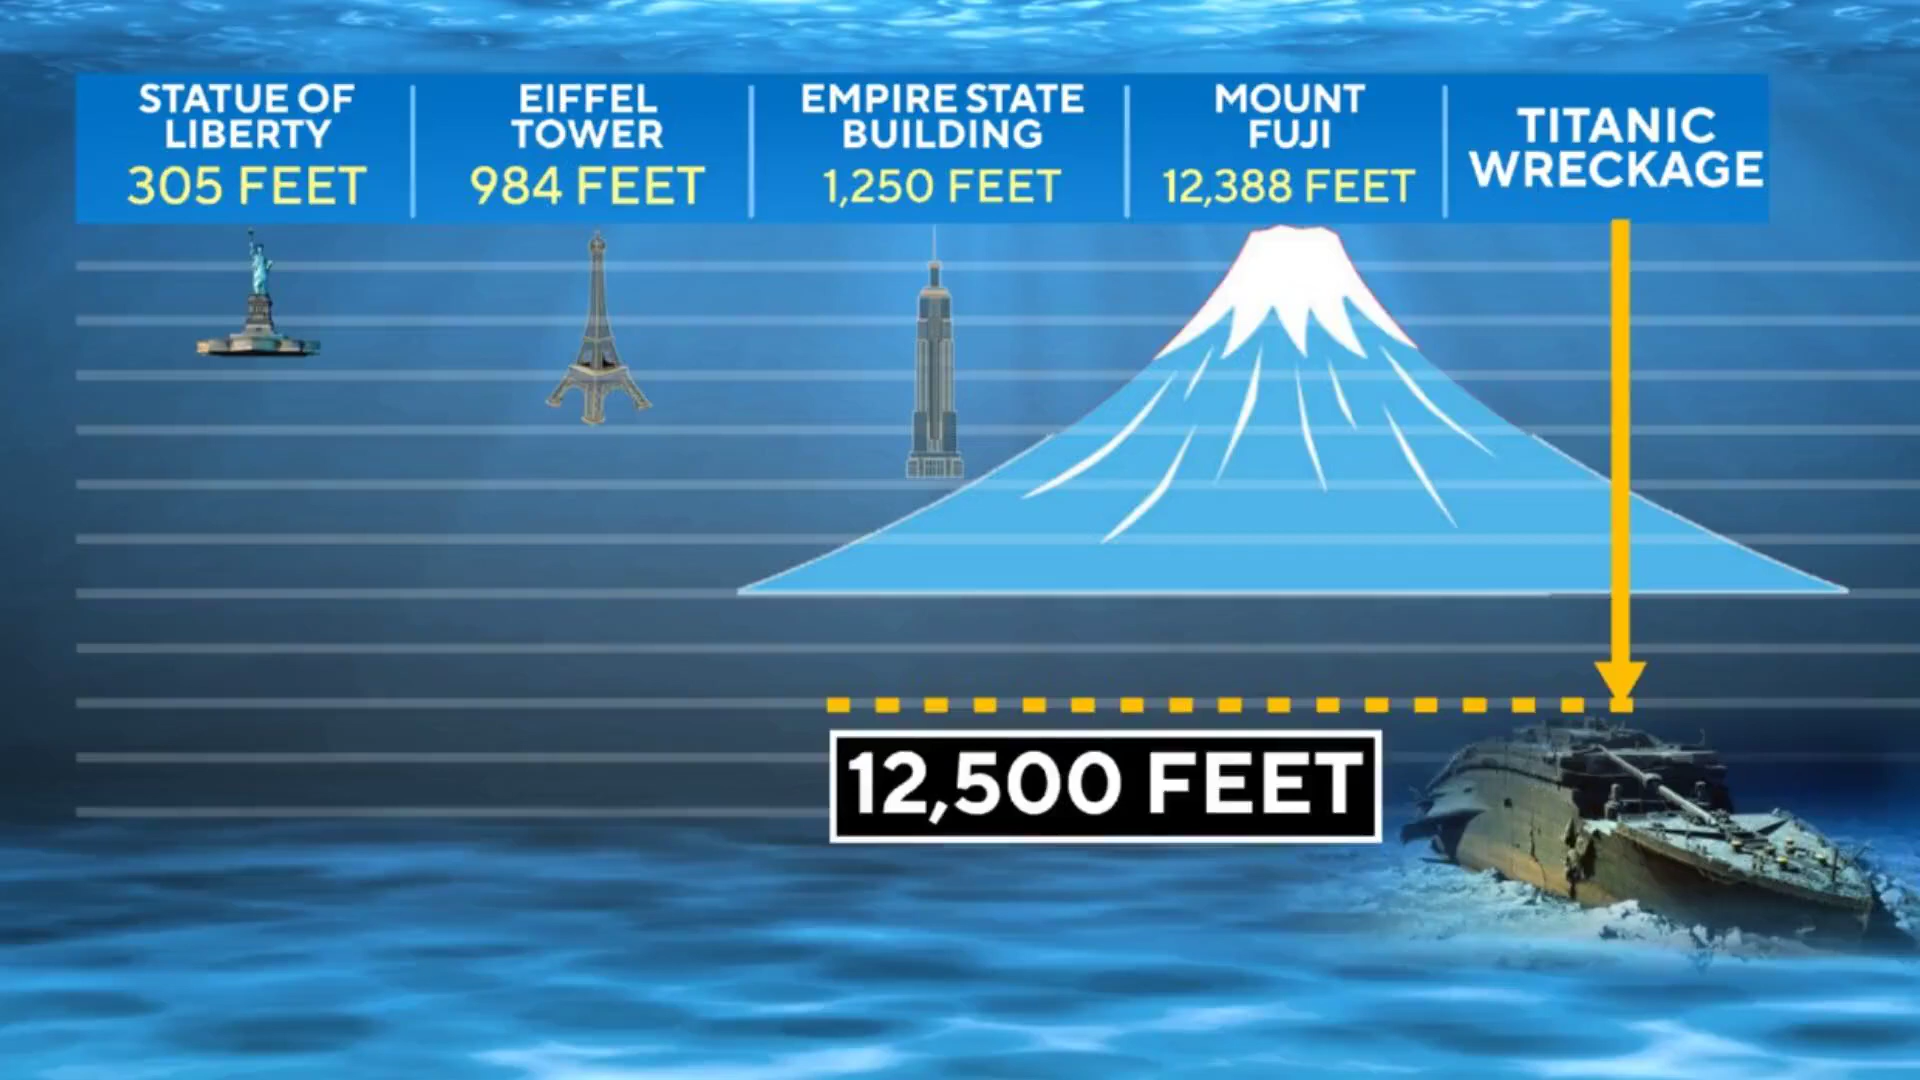 STATUE OF
LIBERTY
305 FEET
EIFFEL
TOWER
984 FEET
EMPIRE STATE
BUILDING
1,250 FEET
MOUNT
FUJI
12,388 FEET
TITANIC
WRECKAGE
12,500 FEET